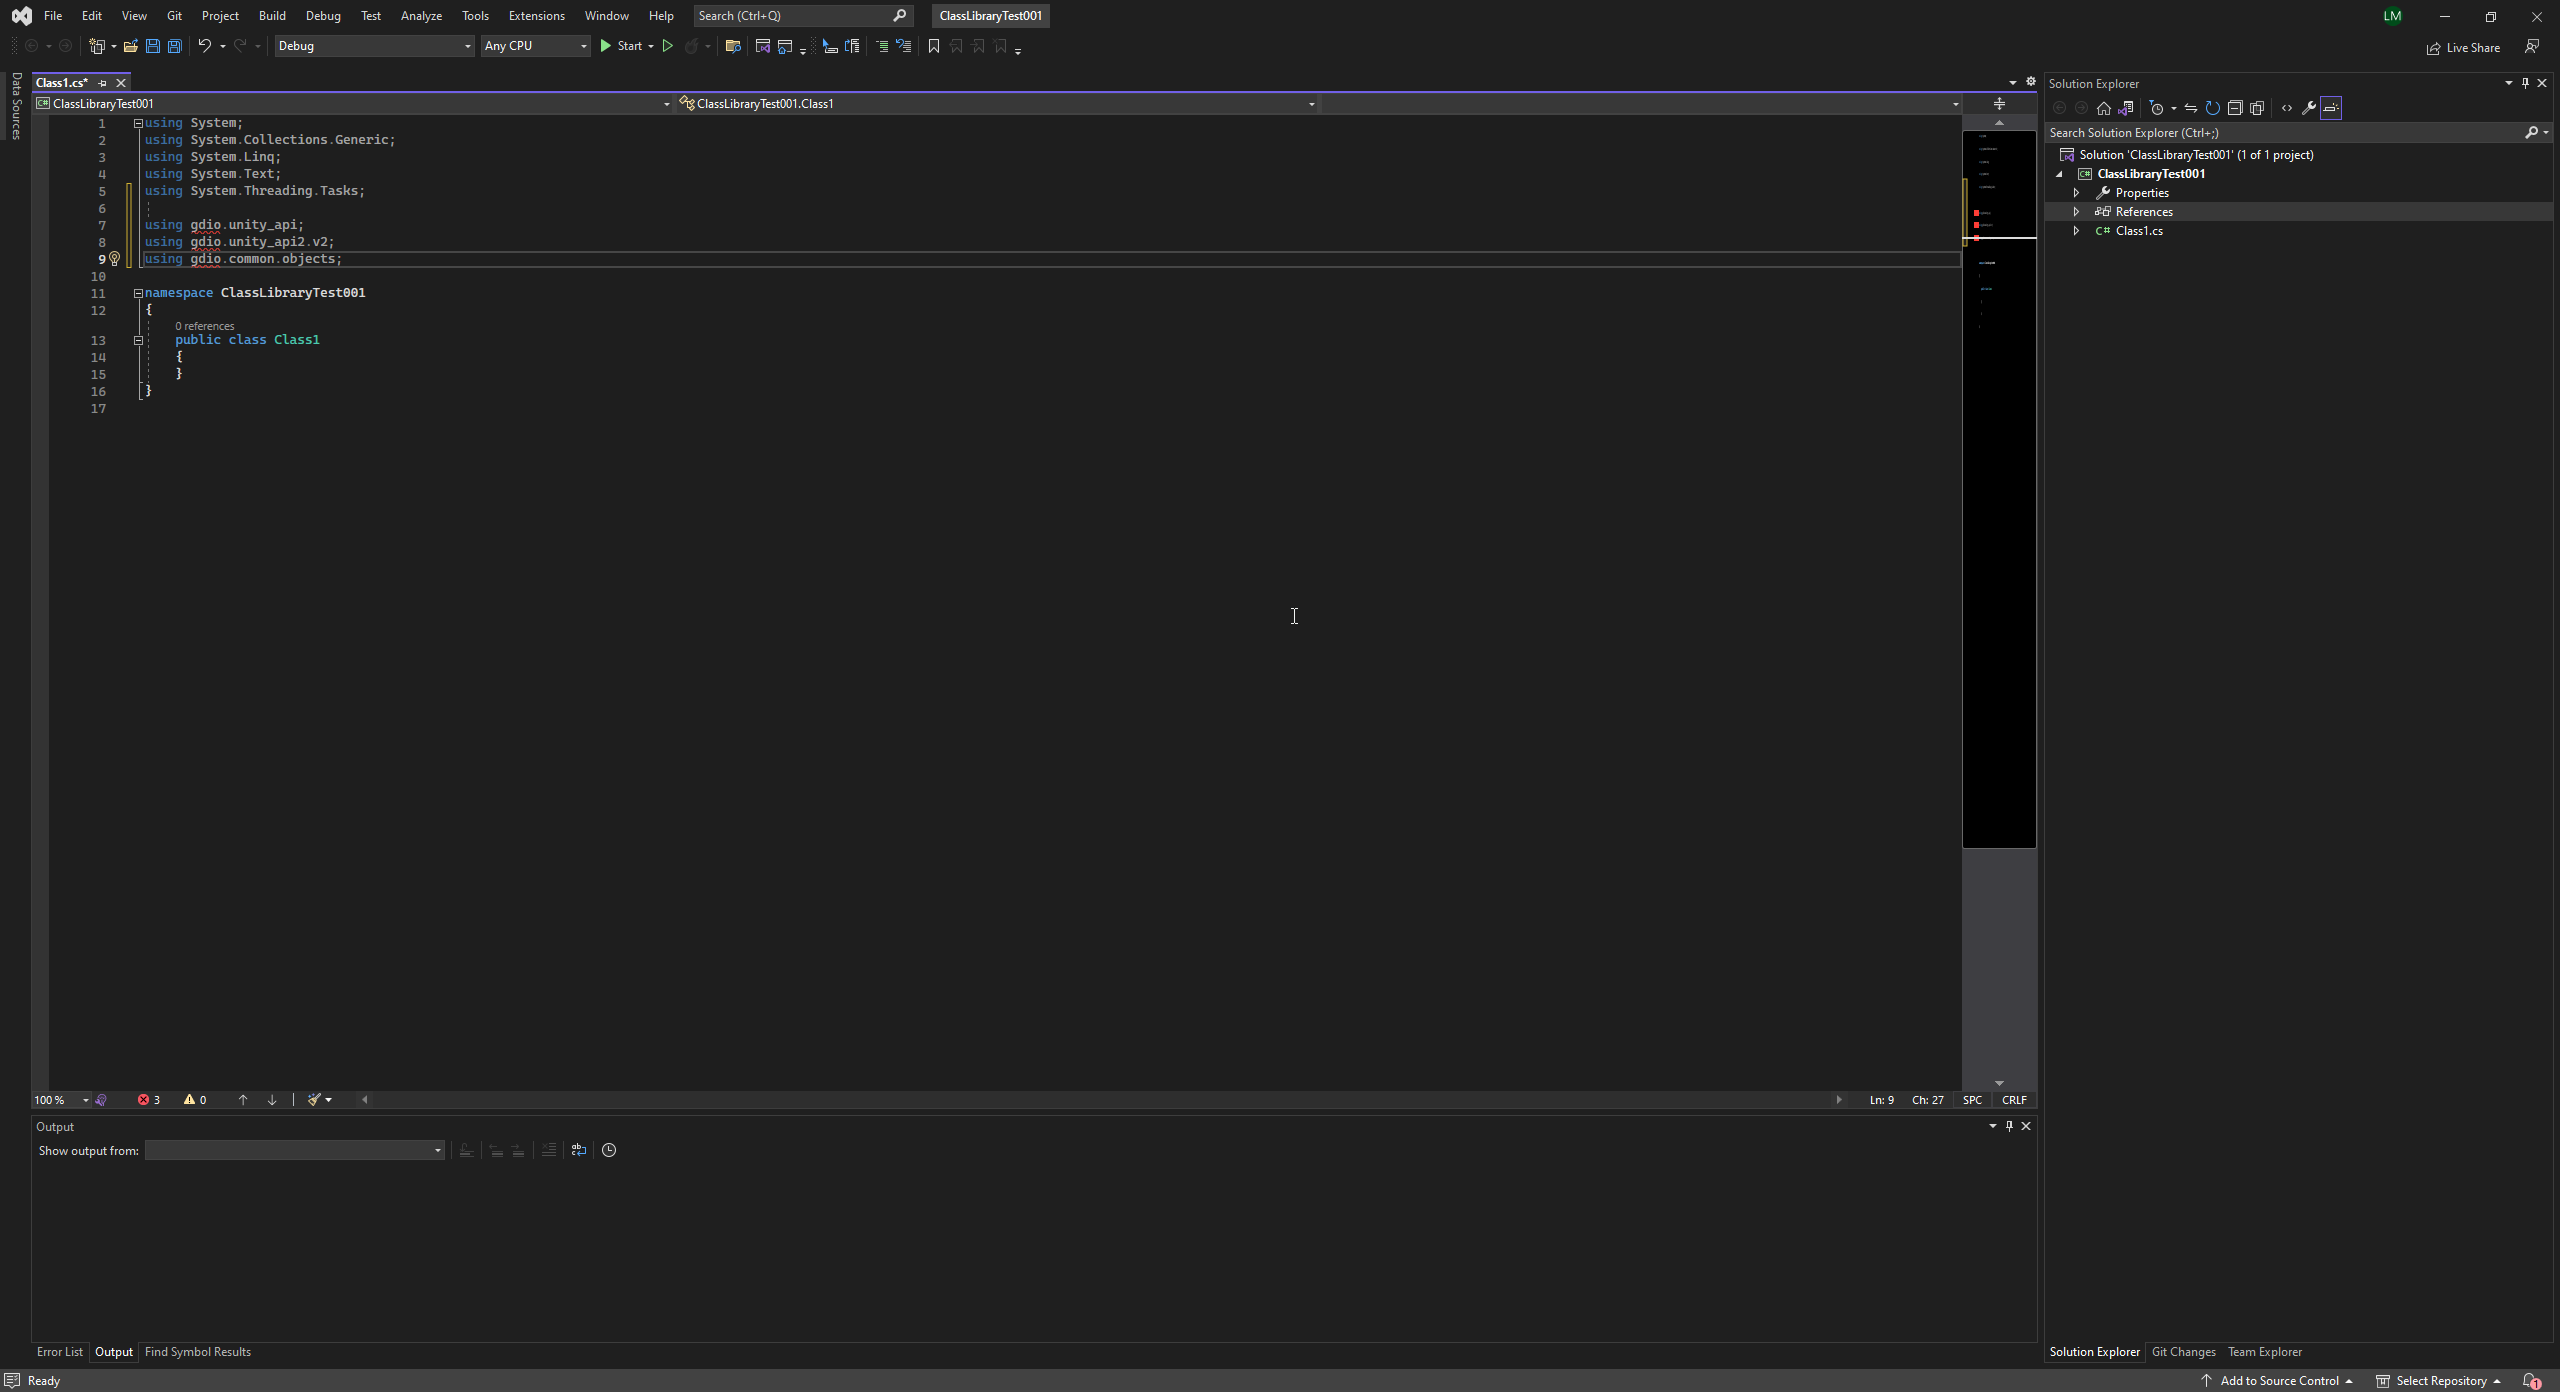 File Edit View Git Project Build Debug Test Analyze Tools Extensions Window Help Search (Ctrl+Q) ClassLibraryTest001 LM
Debug Any CPU Start Live Share
Data Sources
Class1.cs*
ClassLibraryTest001 ClassLibraryTest001.Class1
1 using System;
2 using System.Collections.Generic;
3 using System.Linq;
4 using System.Text;
5 using System.Threading.Tasks;
6
7 using gdio.unity_api;
8 using gdio.unity_api2.v2;
9 using gdio.common.objects;
10
11 namespace ClassLibraryTest001
12 {
0 references
13 public class Class1
14 {
15 }
16 }
17
100 % 3 0 Ln: 9 Ch: 27 SPC CRLF
Output
Show output from:
Error List Output Find Symbol Results
Solution Explorer
Search Solution Explorer (Ctrl+;)
Solution 'ClassLibraryTest001' (1 of 1 project)
C# ClassLibraryTest001
Properties
References
C# Class1.cs
Solution Explorer Git Changes Team Explorer
Ready Add to Source Control Select Repository 1